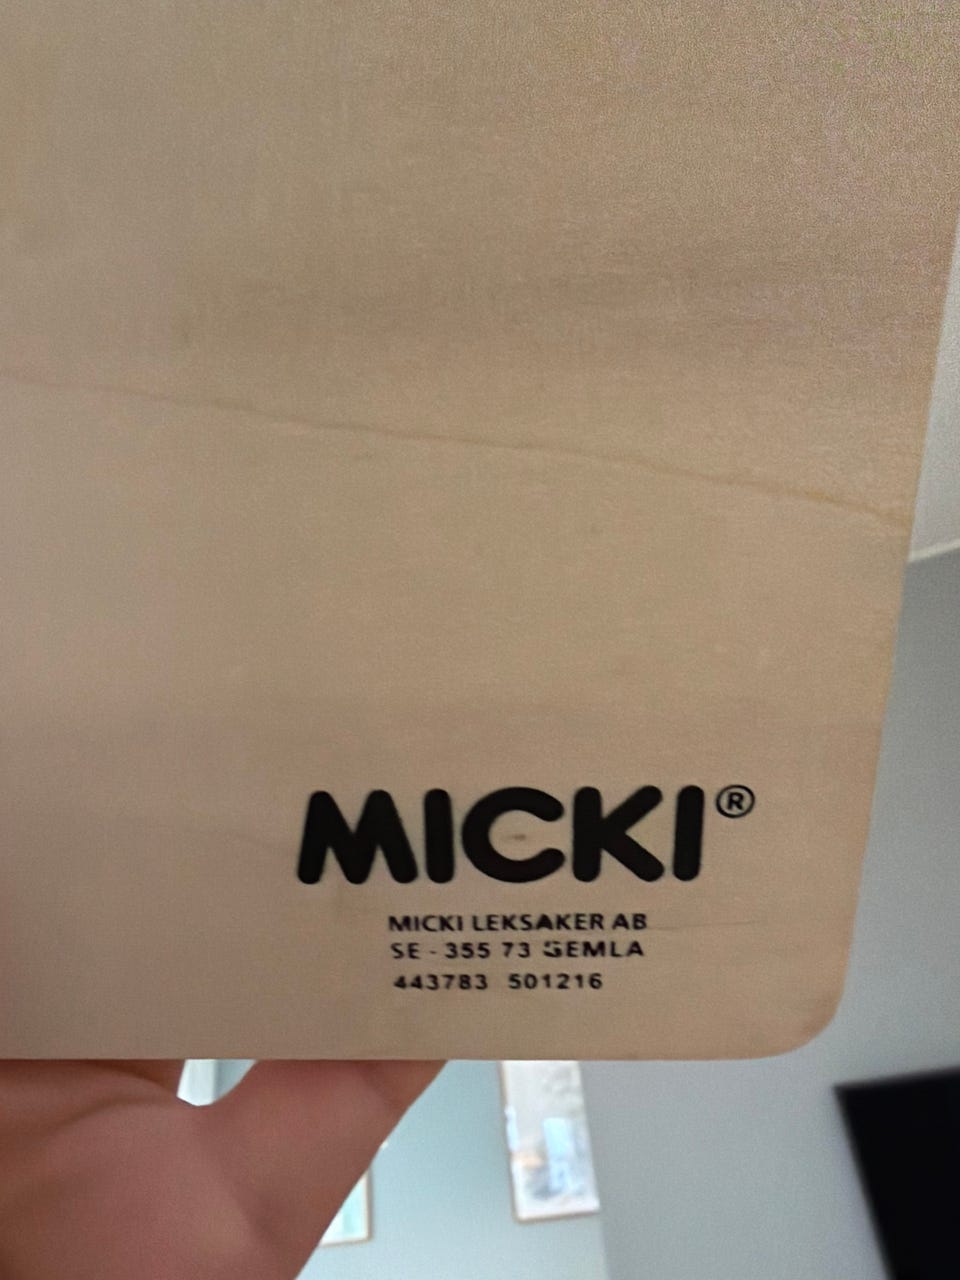 MICKI®
MICKI LEKSAKER AB
SE - 355 73 GEMLA
443783 501216